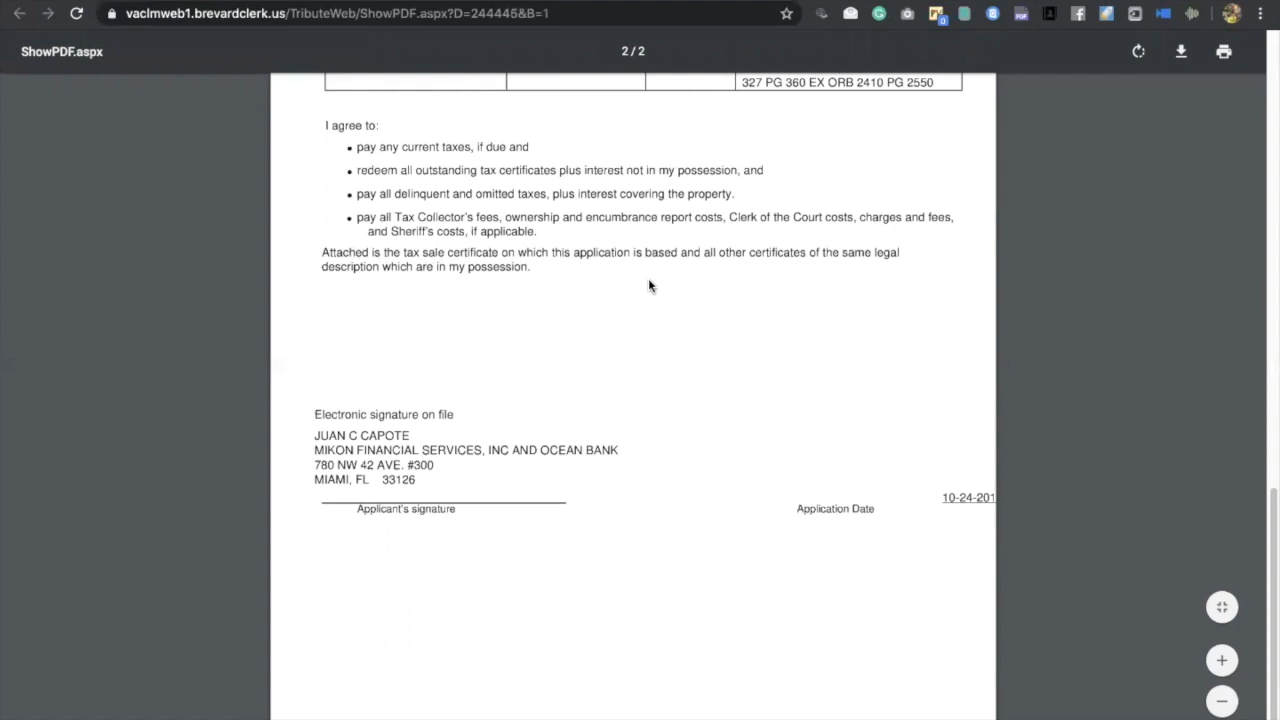 vaclmweb1.brevardclerk.us/TributeWeb/ShowPDF.aspx?D=244445&B=1
ShowPDF.aspx
2 / 2
327 PG 360 EX ORB 2410 PG 2550
I agree to:
• pay any current taxes, if due and
• redeem all outstanding tax certificates plus interest not in my possession, and
• pay all delinquent and omitted taxes, plus interest covering the property.
• pay all Tax Collector's fees, ownership and encumbrance report costs, Clerk of the Court costs, charges and fees,
and Sheriff's costs, if applicable.
Attached is the tax sale certificate on which this application is based and all other certificates of the same legal
description which are in my possession.
Electronic signature on file
JUAN C CAPOTE
MIKON FINANCIAL SERVICES, INC AND OCEAN BANK
780 NW 42 AVE. #300
MIAMI, FL 33126
10-24-201
Applicant's signature
Application Date